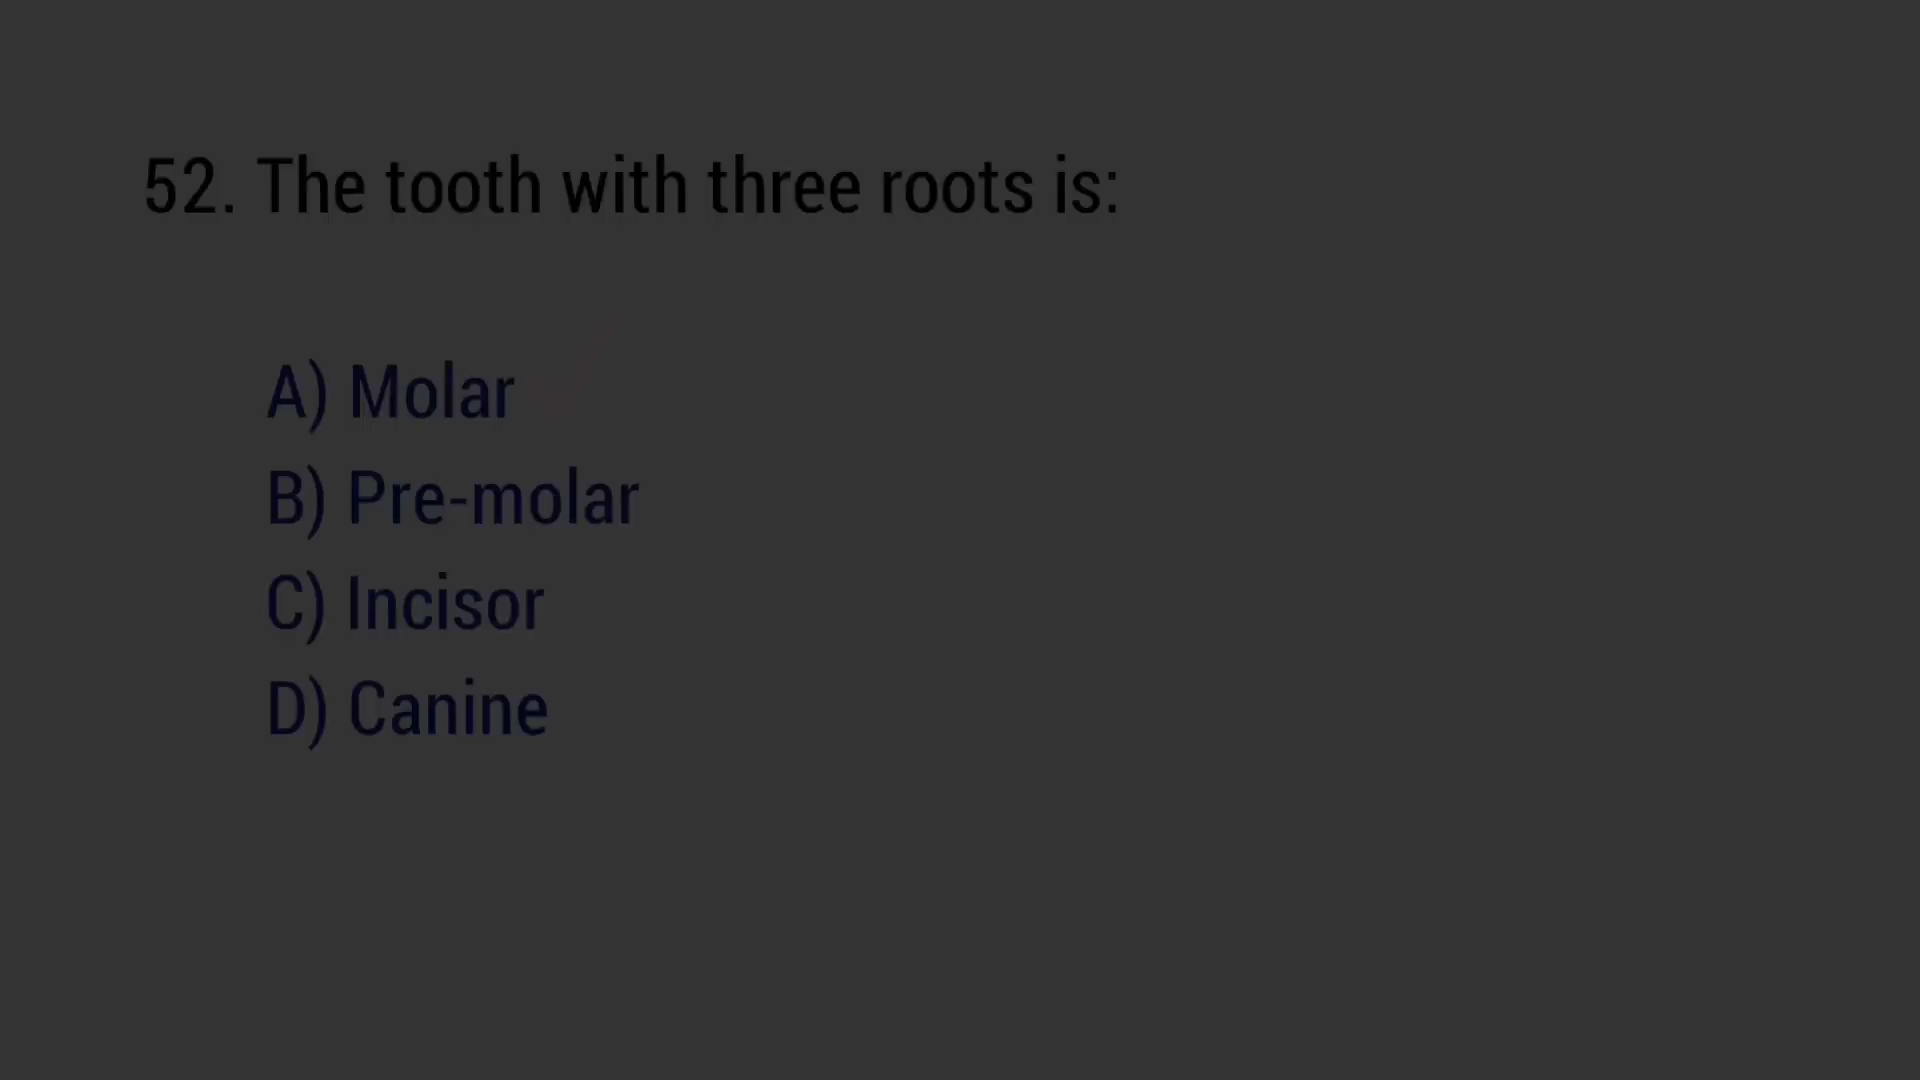 52. The tooth with three roots is:
A) Molar
B) Pre-molar
C) Incisor
D) Canine